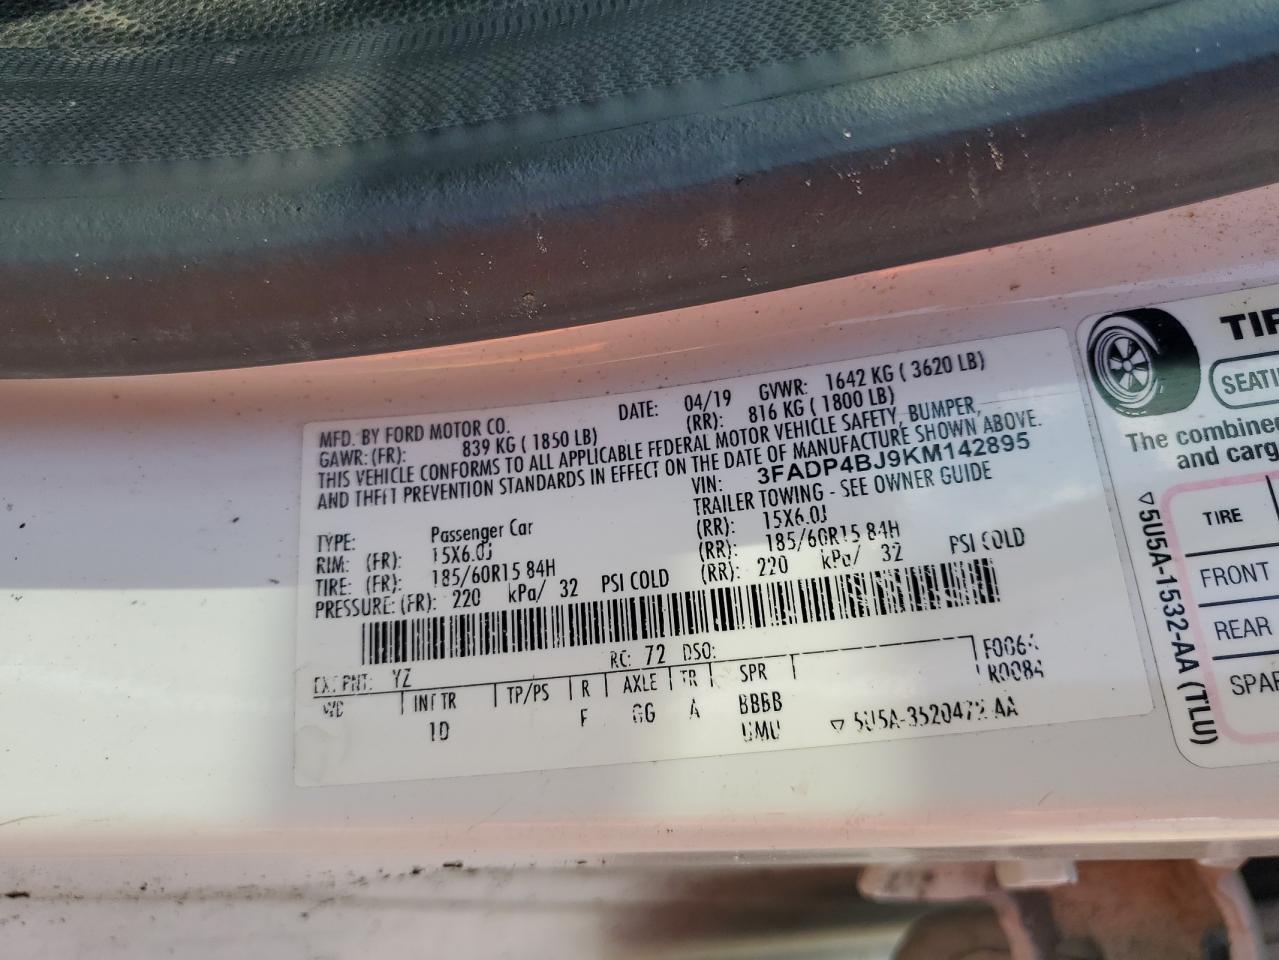 MFD. BY FORD MOTOR CO. DATE: 04/19 GVWR: 1642 KG ( 3620 LB)
GAWR: (FR): 839 KG ( 1850 LB) (RR): 816 KG ( 1800 LB)
THIS VEHICLE CONFORMS TO ALL APPLICABLE FEDERAL MOTOR VEHICLE SAFETY, BUMPER,
AND THEFT PREVENTION STANDARDS IN EFFECT ON THE DATE OF MANUFACTURE SHOWN ABOVE.
VIN: 3FADP4BJ9KM142895
TYPE: Passenger Car TRAILER TOWING - SEE OWNER GUIDE
RIM: (FR): 15X6.0J (RR): 15X6.0J
TIRE: (FR): 185/60R15 84H (RR): 185/60R15 84H
PRESSURE: (FR): 220 kPa/ 32 PSI COLD (RR): 220 kPa/ 32 PSI COLD
EXT PNT: YZ RC: 72 DSO:
WB INT TR TP/PS R AXLE TR SPR R0084
1D F GG A BBBB
UMU
TIR
SEATI
The combine
and carg
TIRE
FRONT
REAR
SPAR
▽5U5A-1532-AA (TLU)